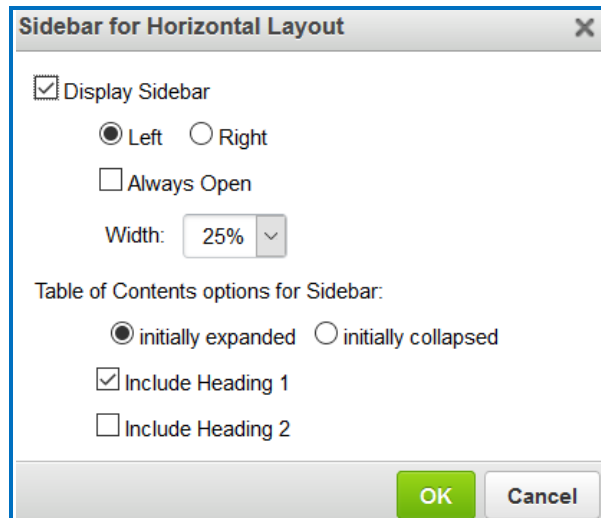 Sidebar for Horizontal Layout
Display Sidebar
Left Right
Always Open
Width: 25%
Table of Contents options for Sidebar:
initially expanded initially collapsed
Include Heading 1
Include Heading 2
OK Cancel